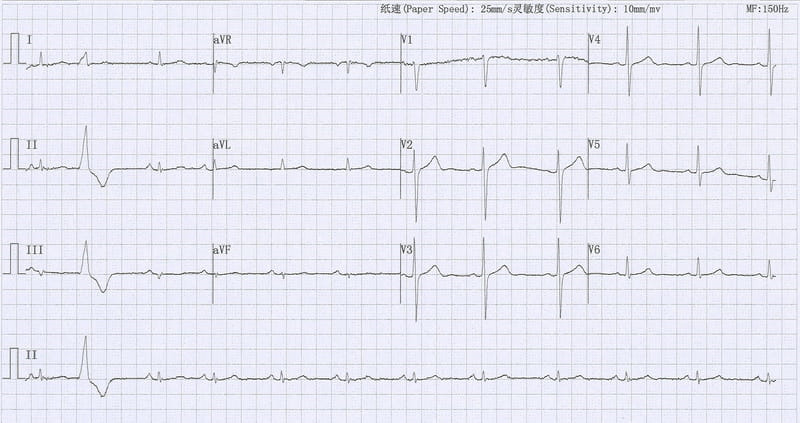 纸速(Paper Speed): 25mm/s灵敏度(Sensitivity): 10mm/mv MF:150Hz
I aVR V1 V4
II aVL V2 V5
III aVF V3 V6
II